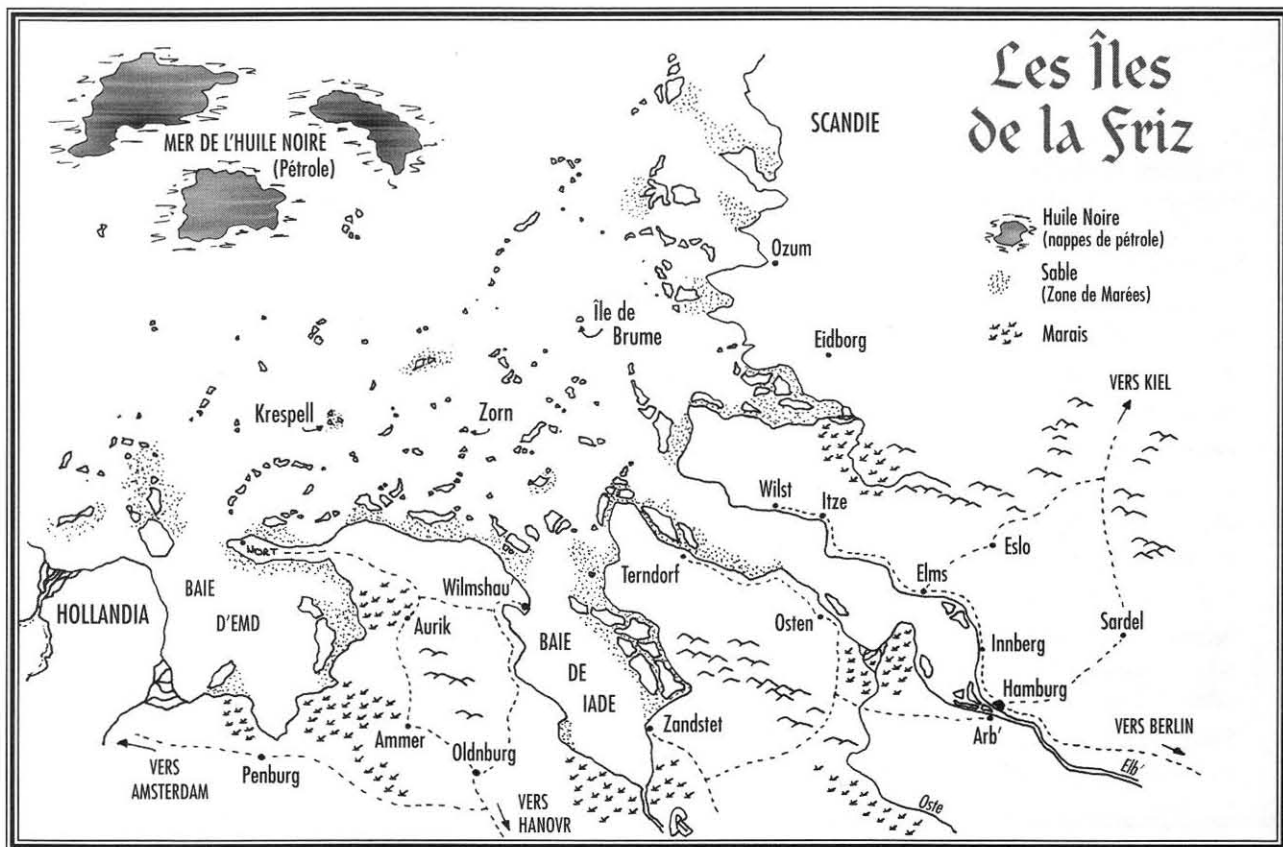 Les Îles
de la Friz
MER DE L'HUILE NOIRE
(Pétrole)
SCANDIE
Huile Noire
(nappes de pétrole)
Sable
(Zone de Marées)
Marais
Ozum
Île de
Brume
Eidborg
VERS KIEL
Krespell
Zorn
Wilst
Itze
Eslo
NORT
Terndorf
Elms
Wilmshau'
HOLLANDIA
BAIE
D'EMD
Aurik
Osten
Sardel
BAIE
DE
IADE
Innberg
Hamburg
Ammer
Oldnburg
Zandstet
Arb'
VERS BERLIN
Elb'
VERS
AMSTERDAM
Penburg
VERS
HANOVR
Oste
R